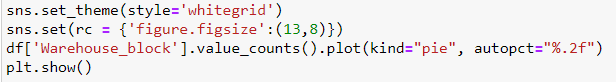 sns.set_theme(style='whitegrid')
sns.set(rc = {'figure.figsize':(13,8)})
df['Warehouse_block'].value_counts().plot(kind="pie", autopct="%.2f")
plt.show()